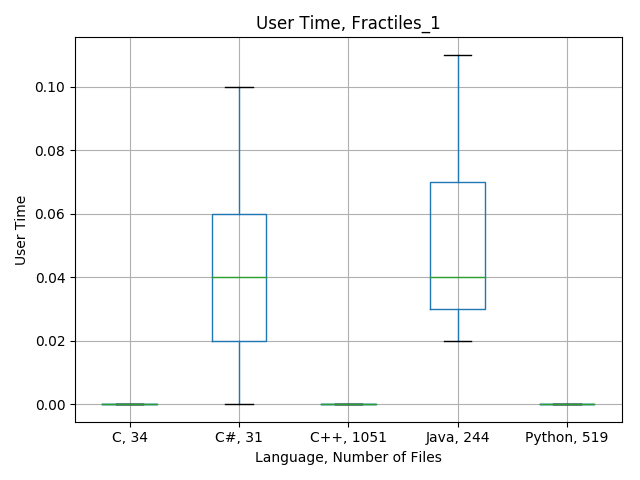 User Time, Fractiles_1
User Time
0.10
0.08
0.06
0.04
0.02
0.00
C, 34
C#, 31
C++, 1051
Java, 244
Python, 519
Language, Number of Files